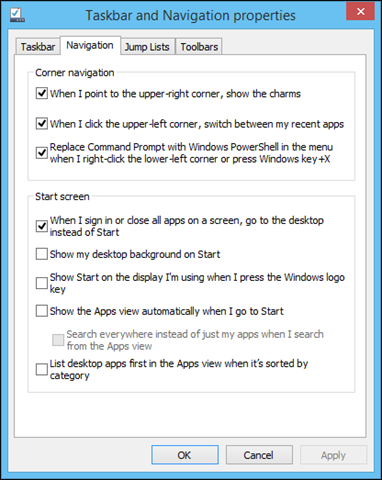 Taskbar and Navigation properties
Taskbar
Navigation
Jump Lists
Toolbars
Corner navigation
When I point to the upper-right corner, show the charms
When I click the upper-left corner, switch between my recent apps
Replace Command Prompt with Windows PowerShell in the menu
when I right-click the lower-left corner or press Windows key+X
Start screen
When I sign in or close all apps on a screen, go to the desktop
instead of Start
Show my desktop background on Start
Show Start on the display I'm using when I press the Windows logo
key
Show the Apps view automatically when I go to Start
Search everywhere instead of just my apps when I search
from the Apps view
List desktop apps first in the Apps view when it's sorted by
category
OK
Cancel
Apply